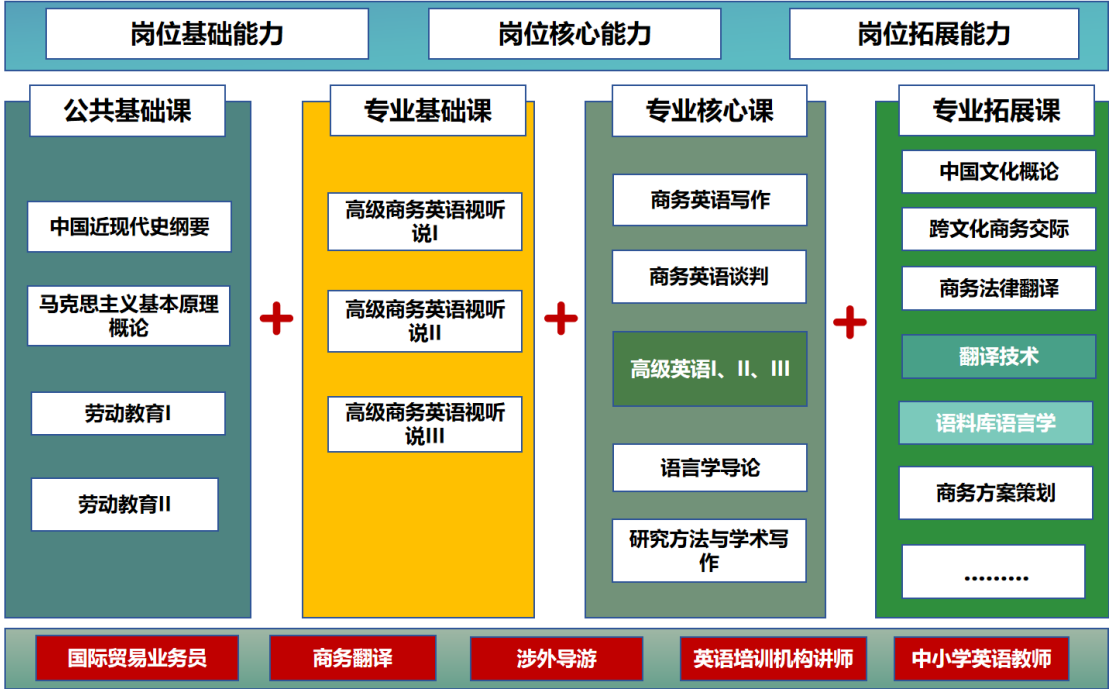 岗位基础能力
岗位核心能力
岗位拓展能力
公共基础课
中国近现代史纲要
马克思主义基本原理
概论
劳动教育I
劳动教育II
专业基础课
高级商务英语视听
说I
高级商务英语视听
说II
高级商务英语视听
说III
专业核心课
商务英语写作
商务英语谈判
高级英语I、II、III
语言学导论
研究方法与学术写
作
专业拓展课
中国文化概论
跨文化商务交际
商务法律翻译
翻译技术
语料库语言学
商务方案策划
.........
国际贸易业务员
商务翻译
涉外导游
英语培训机构讲师
中小学英语教师